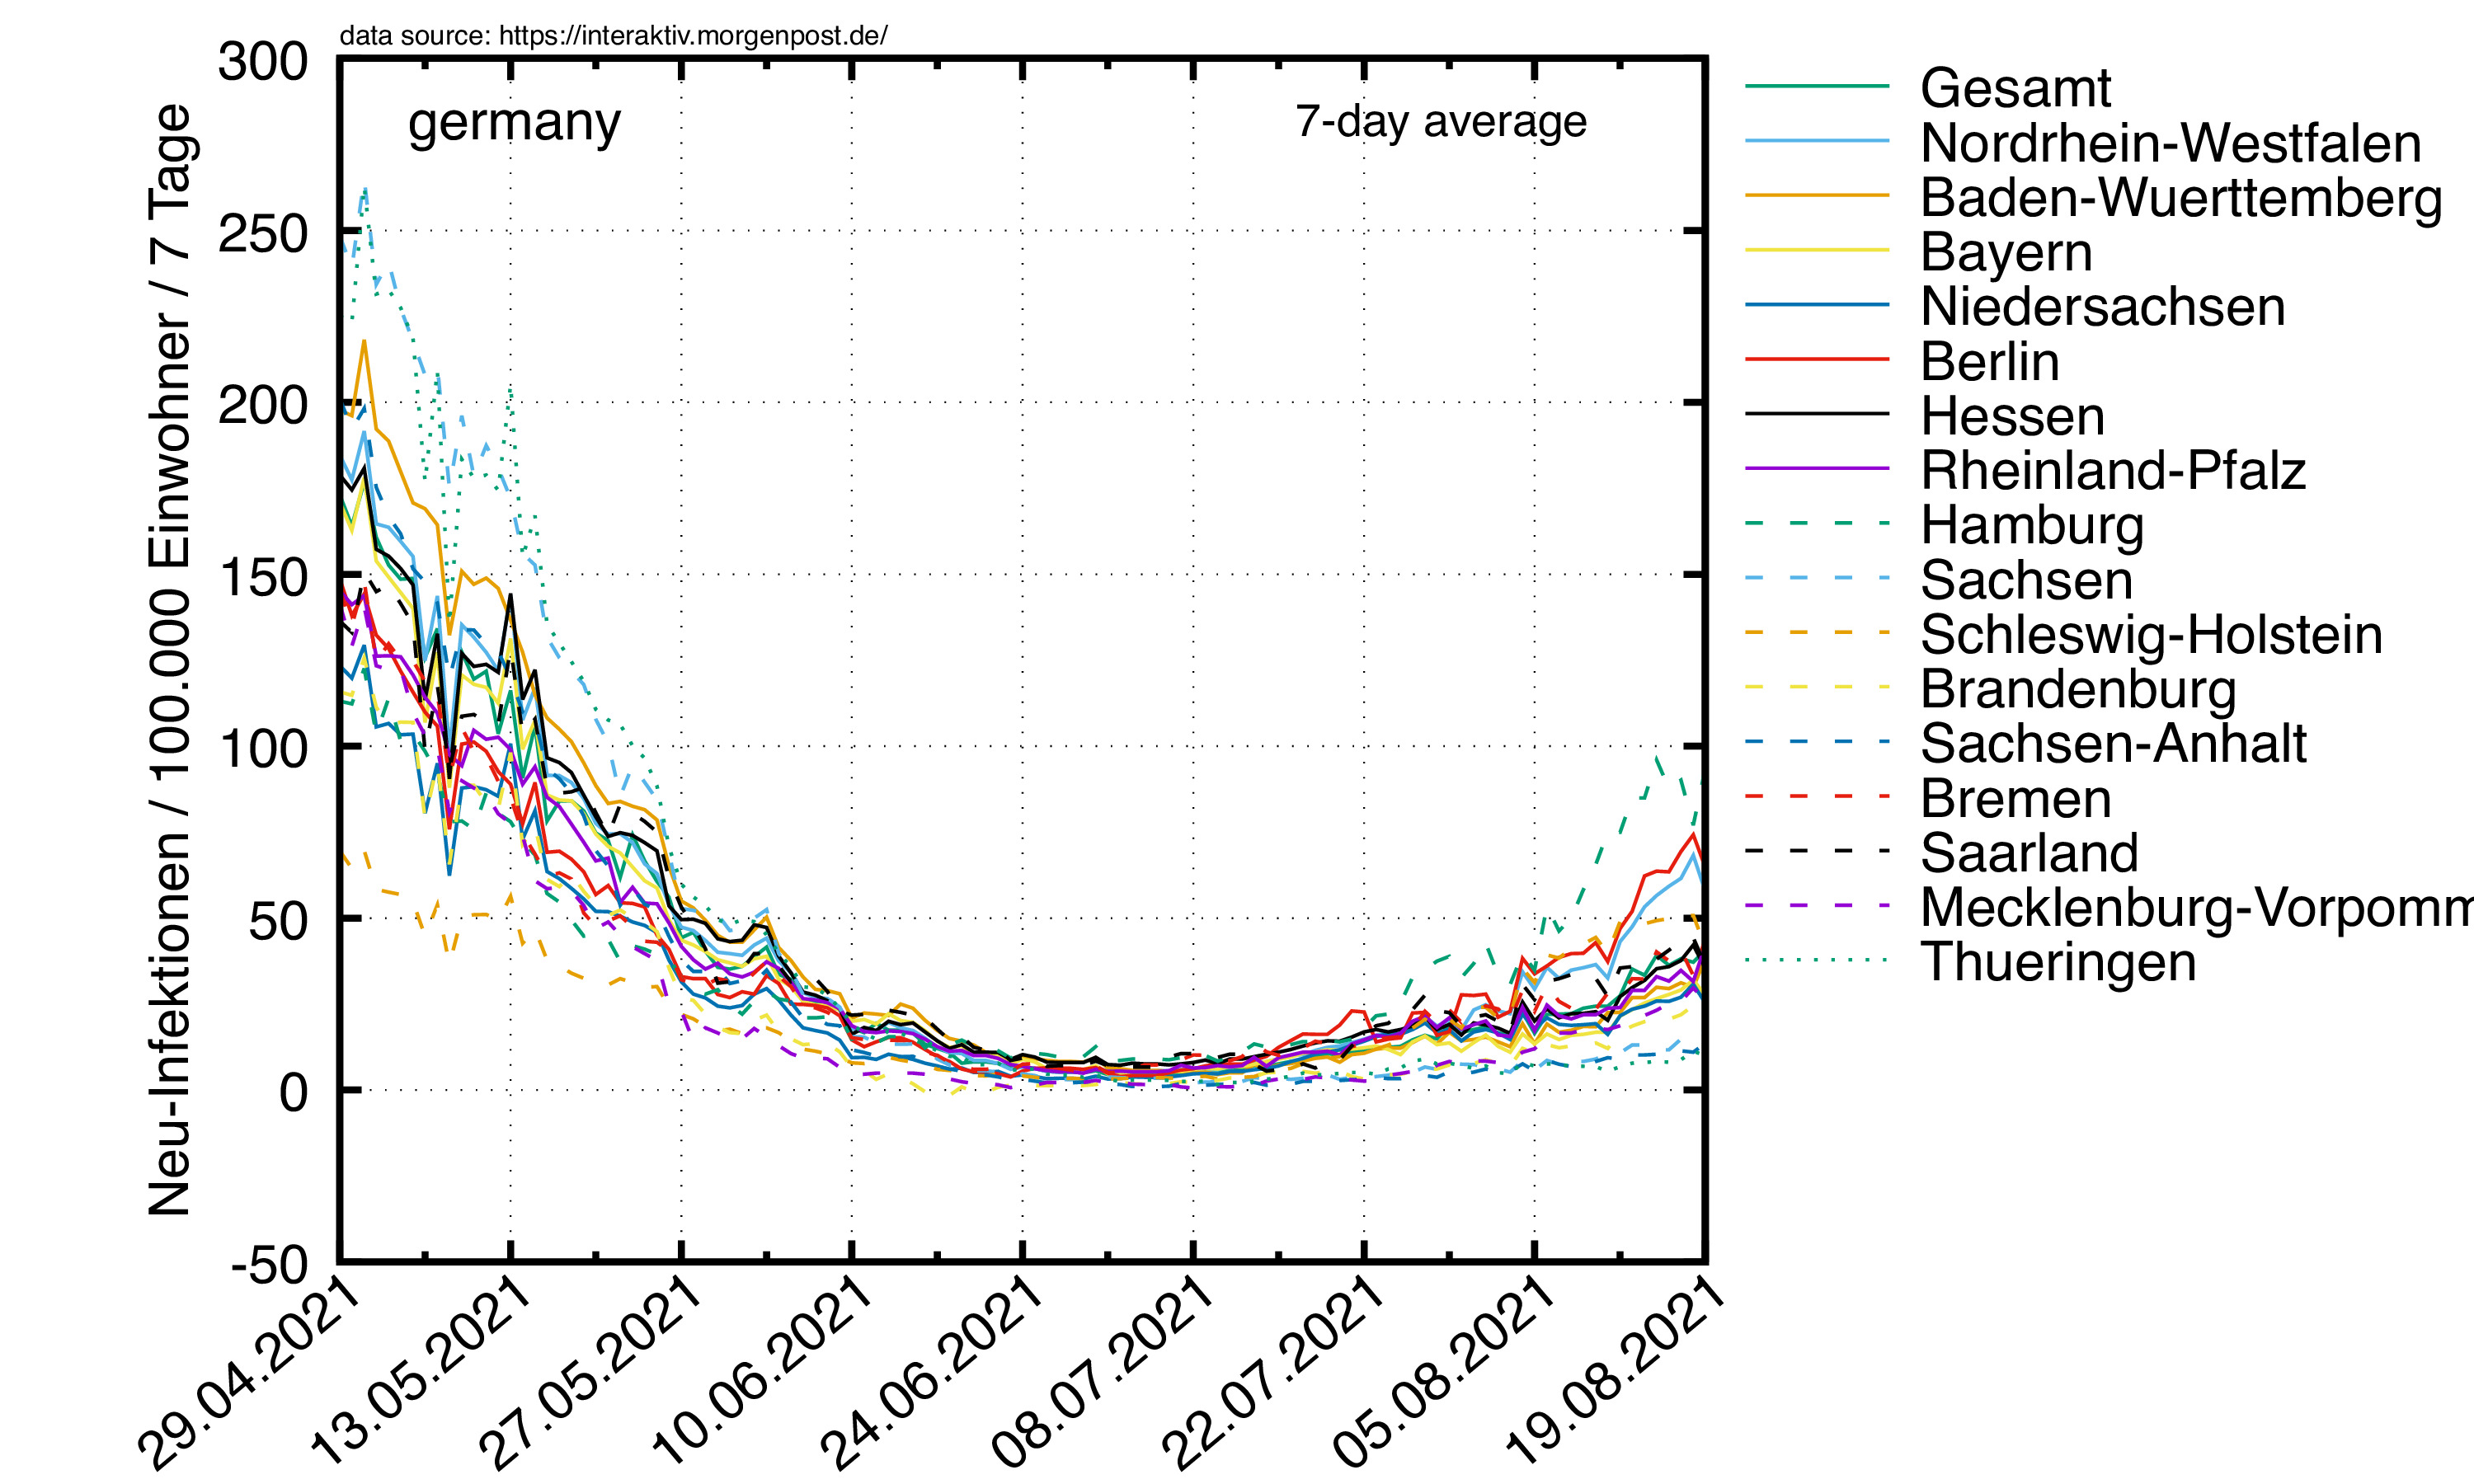 data source: https://interaktiv.morgenpost.de/
germany
7-day average
Neu-Infektionen / 100.000 Einwohner / 7 Tage
300
250
200
150
100
50
0
-50
29.04.2021
13.05.2021
27.05.2021
10.06.2021
24.06.2021
08.07.2021
22.07.2021
05.08.2021
19.08.2021
Gesamt
Nordrhein-Westfalen
Baden-Wuerttemberg
Bayern
Niedersachsen
Berlin
Hessen
Rheinland-Pfalz
Hamburg
Sachsen
Schleswig-Holstein
Brandenburg
Sachsen-Anhalt
Bremen
Saarland
Mecklenburg-Vorpomm
Thueringen